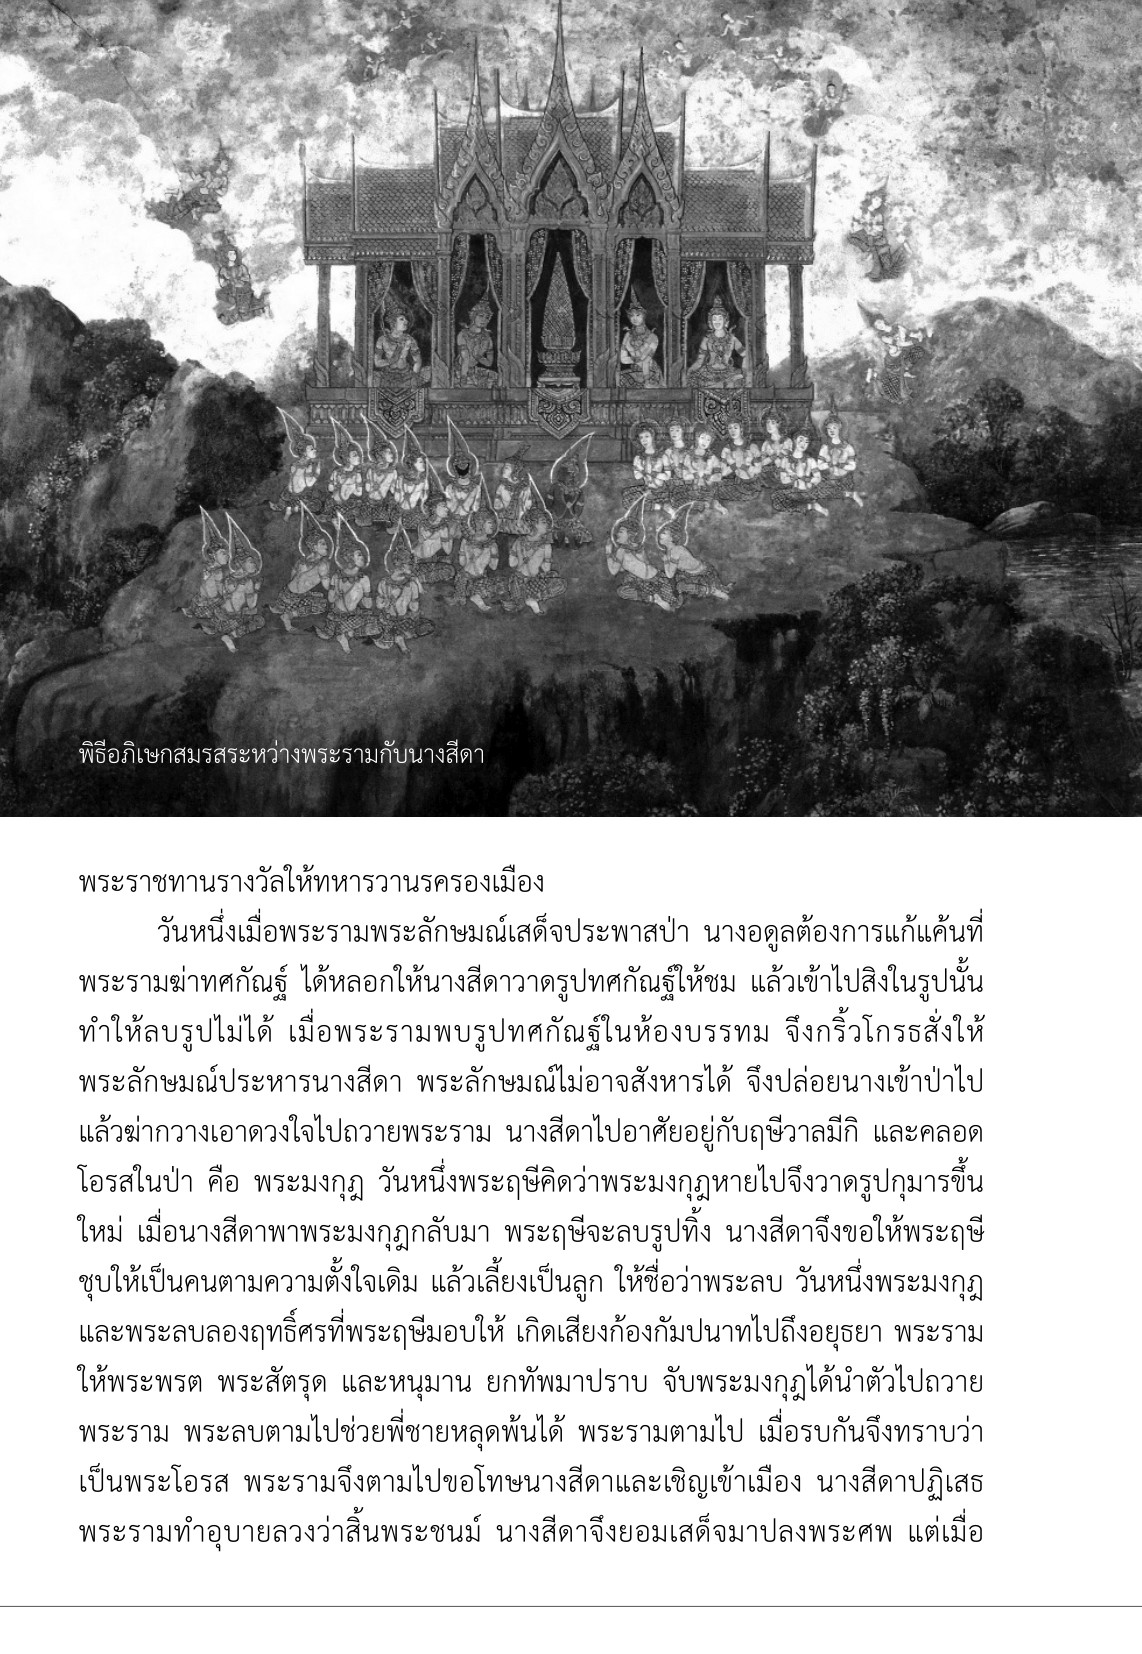 พิธีอภิเษกสมรสระหว่างพระรามกับนางสีดา
พระราชทานรางวัลให้ทหารวานรครองเมือง
วันหนึ่งเมื่อพระรามพระลักษมณ์เสด็จประพาสป่า นางอดูลต้องการแก้แค้นที่
พระรามฆ่าทศกัณฐ์ ได้หลอกให้นางสีดาวาดรูปทศกัณฐ์ให้ชม แล้วเข้าไปสิงในรูปนั้น
ทำให้ลบรูปไม่ได้ เมื่อพระรามพบรูปทศกัณฐ์ในห้องบรรทม จึงกริ้วโกรธสั่งให้
พระลักษมณ์ประหารนางสีดา พระลักษมณ์ไม่อาจสังหารได้ จึงปล่อยนางเข้าป่าไป
แล้วฆ่ากวางเอาดวงใจไปถวายพระราม นางสีดาไปอาศัยอยู่กับฤษีวาลมีกิ และคลอด
โอรสในป่า คือ พระมงกุฎ วันหนึ่งพระฤษีคิดว่าพระมงกุฎหายไปจึงวาดรูปกุมารขึ้น
ใหม่ เมื่อนางสีดาพาพระมงกุฎกลับมา พระฤษีจะลบรูปทิ้ง นางสีดาจึงขอให้พระฤษี
ชุบให้เป็นคนตามความตั้งใจเดิม แล้วเลี้ยงเป็นลูก ให้ชื่อว่าพระลบ วันหนึ่งพระมงกุฎ
และพระลบลองฤทธิ์ศรที่พระฤษีมอบให้ เกิดเสียงก้องกัมปนาทไปถึงอยุธยา พระราม
ให้พระพรต พระสัตรุด และหนุมาน ยกทัพมาปราบ จับพระมงกุฎได้นำตัวไปถวาย
พระราม พระลบตามไปช่วยพี่ชายหลุดพ้นได้ พระรามตามไป เมื่อรบกันจึงทราบว่า
เป็นพระโอรส พระรามจึงตามไปขอโทษนางสีดาและเชิญเข้าเมือง นางสีดาปฏิเสธ
พระรามทำอุบายลวงว่าสิ้นพระชนม์ นางสีดาจึงยอมเสด็จมาปลงพระศพ แต่เมื่อ